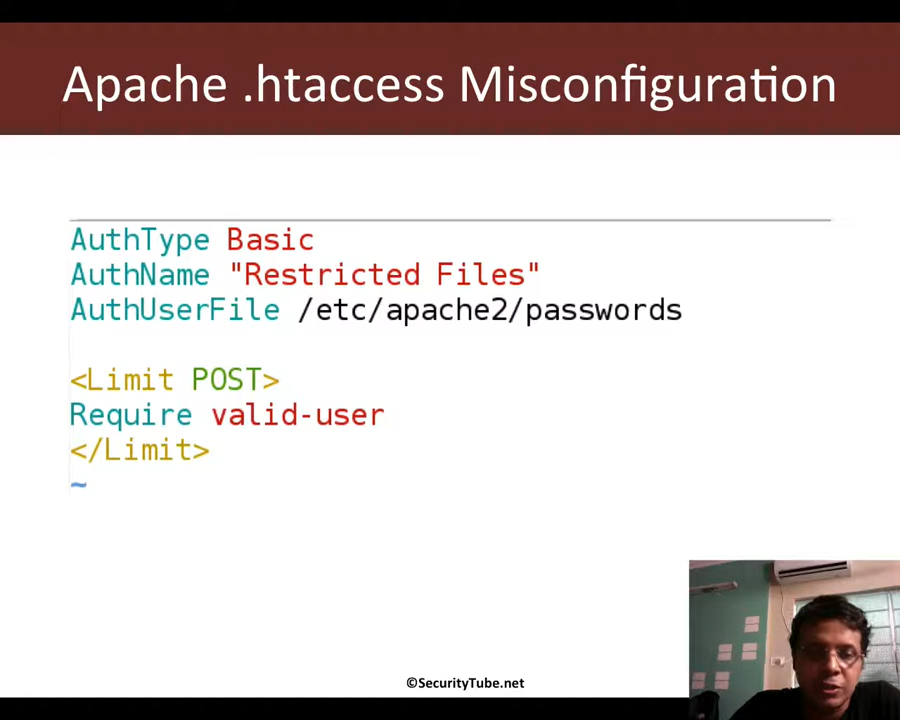 Apache .htaccess Misconfiguration
AuthType Basic
AuthName "Restricted Files"
AuthUserFile /etc/apache2/passwords
<Limit POST>
Require valid-user
</Limit>
~
©SecurityTube.net